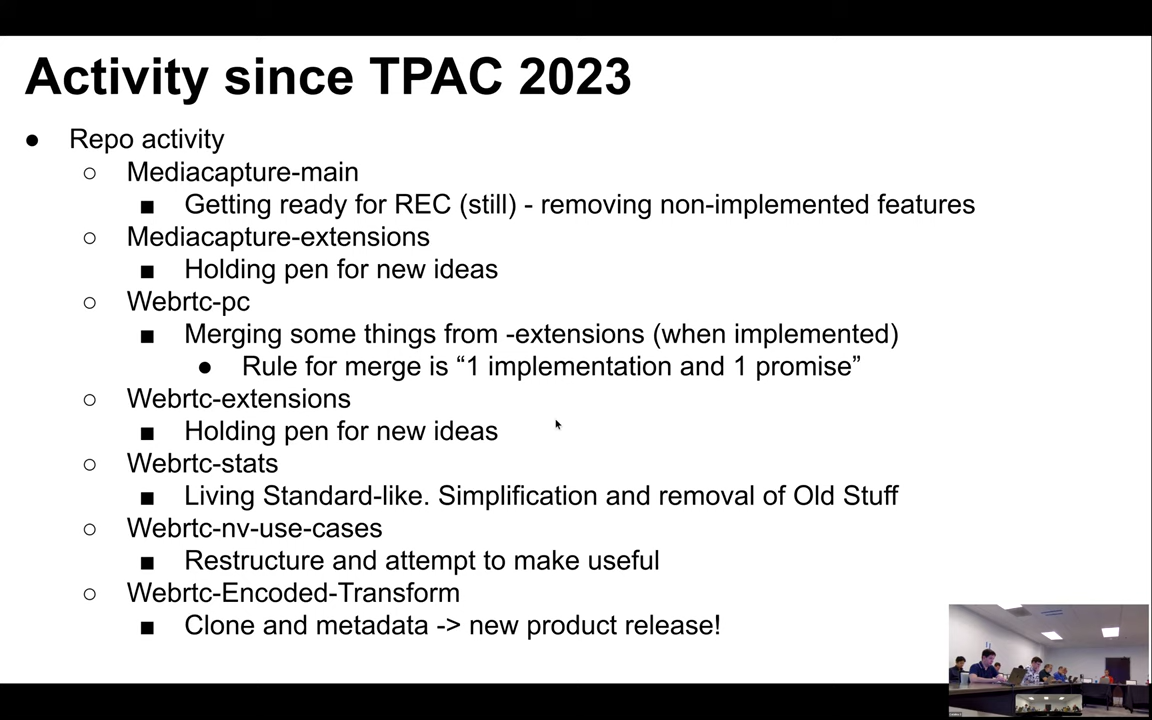 Activity since TPAC 2023
● Repo activity
○ Mediacapture-main
■ Getting ready for REC (still) - removing non-implemented features
○ Mediacapture-extensions
■ Holding pen for new ideas
○ Webrtc-pc
■ Merging some things from -extensions (when implemented)
● Rule for merge is “1 implementation and 1 promise”
○ Webrtc-extensions
■ Holding pen for new ideas
○ Webrtc-stats
■ Living Standard-like. Simplification and removal of Old Stuff
○ Webrtc-nv-use-cases
■ Restructure and attempt to make useful
○ Webrtc-Encoded-Transform
■ Clone and metadata -> new product release!